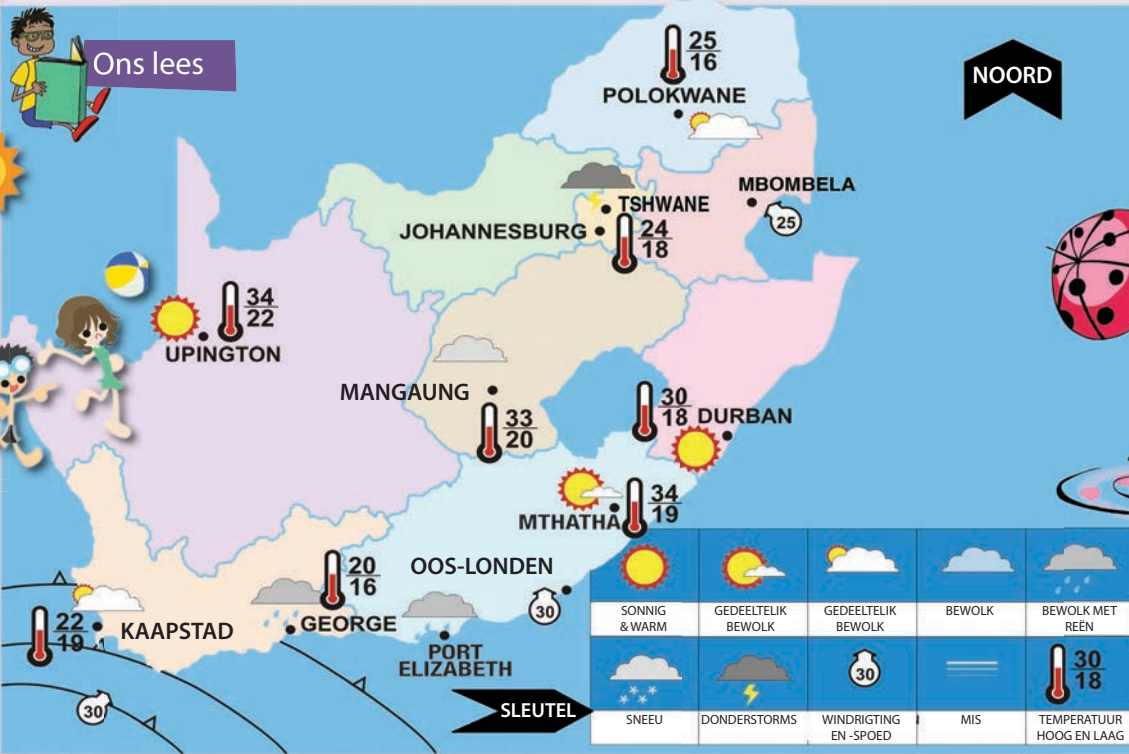 Ons lees
NOORD
25
16
POLOKWANE
MBOMBELA
25
TSHWANE
JOHANNESBURG
24
18
34
22
UPINGTON
MANGAUNG
33
20
30
18
DURBAN
34
19
MTHATHA
OOS-LONDEN
30
20
16
GEORGE
22
19
KAAPSTAD
PORT
ELIZABETH
30
SLEUTEL
SONNIG
& WARM
GEDEELTELIK
BEWOLK
GEDEELTELIK
BEWOLK
BEWOLK
BEWOLK MET
REËN
SNEEU
DONDERSTORMS
30
WINDRIGTING
EN -SPOED
MIS
30
18
TEMPERATUUR
HOOG EN LAAG